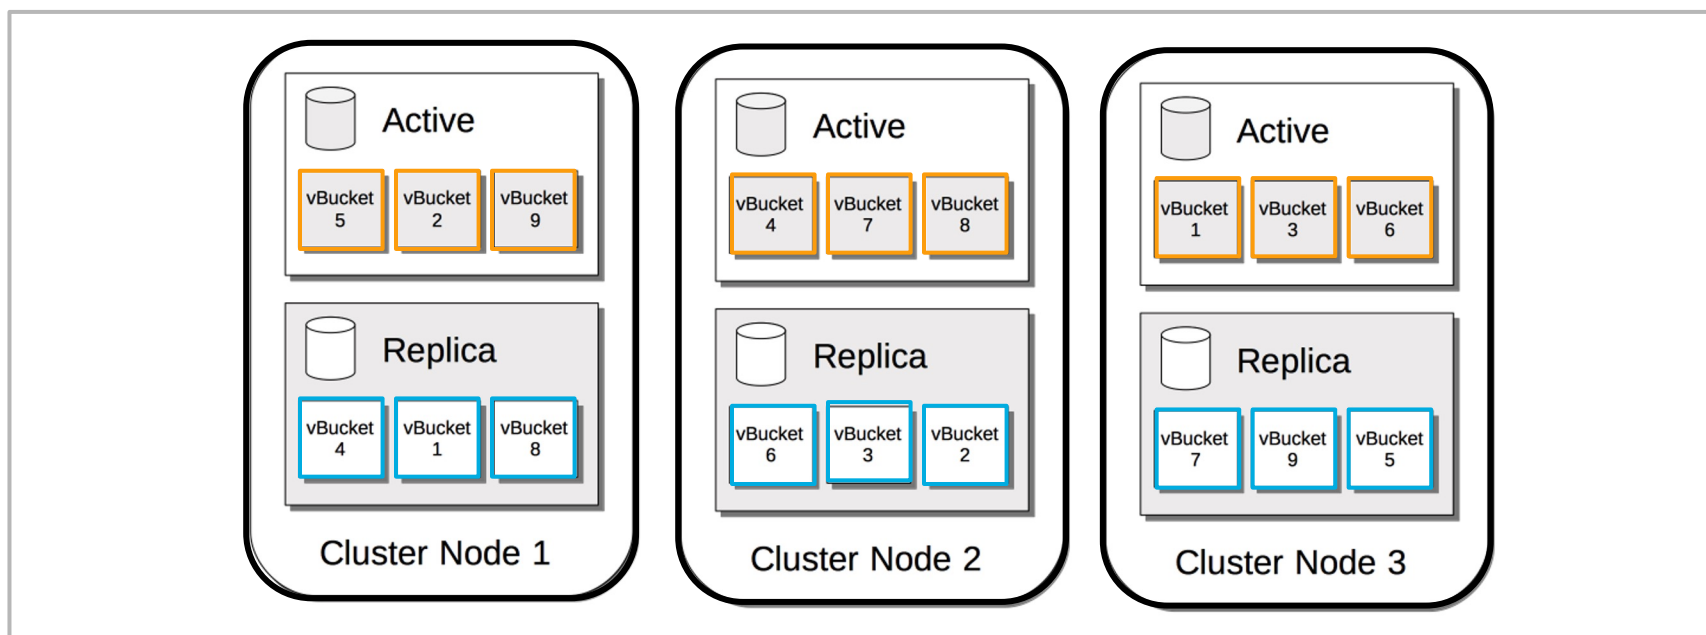 Active
vBucket
5
vBucket
2
vBucket
9
Replica
vBucket
4
vBucket
1
vBucket
8
Cluster Node 1
Active
vBucket
4
vBucket
7
vBucket
8
Replica
vBucket
6
vBucket
3
vBucket
2
Cluster Node 2
Active
vBucket
1
vBucket
3
vBucket
6
Replica
vBucket
7
vBucket
9
vBucket
5
Cluster Node 3